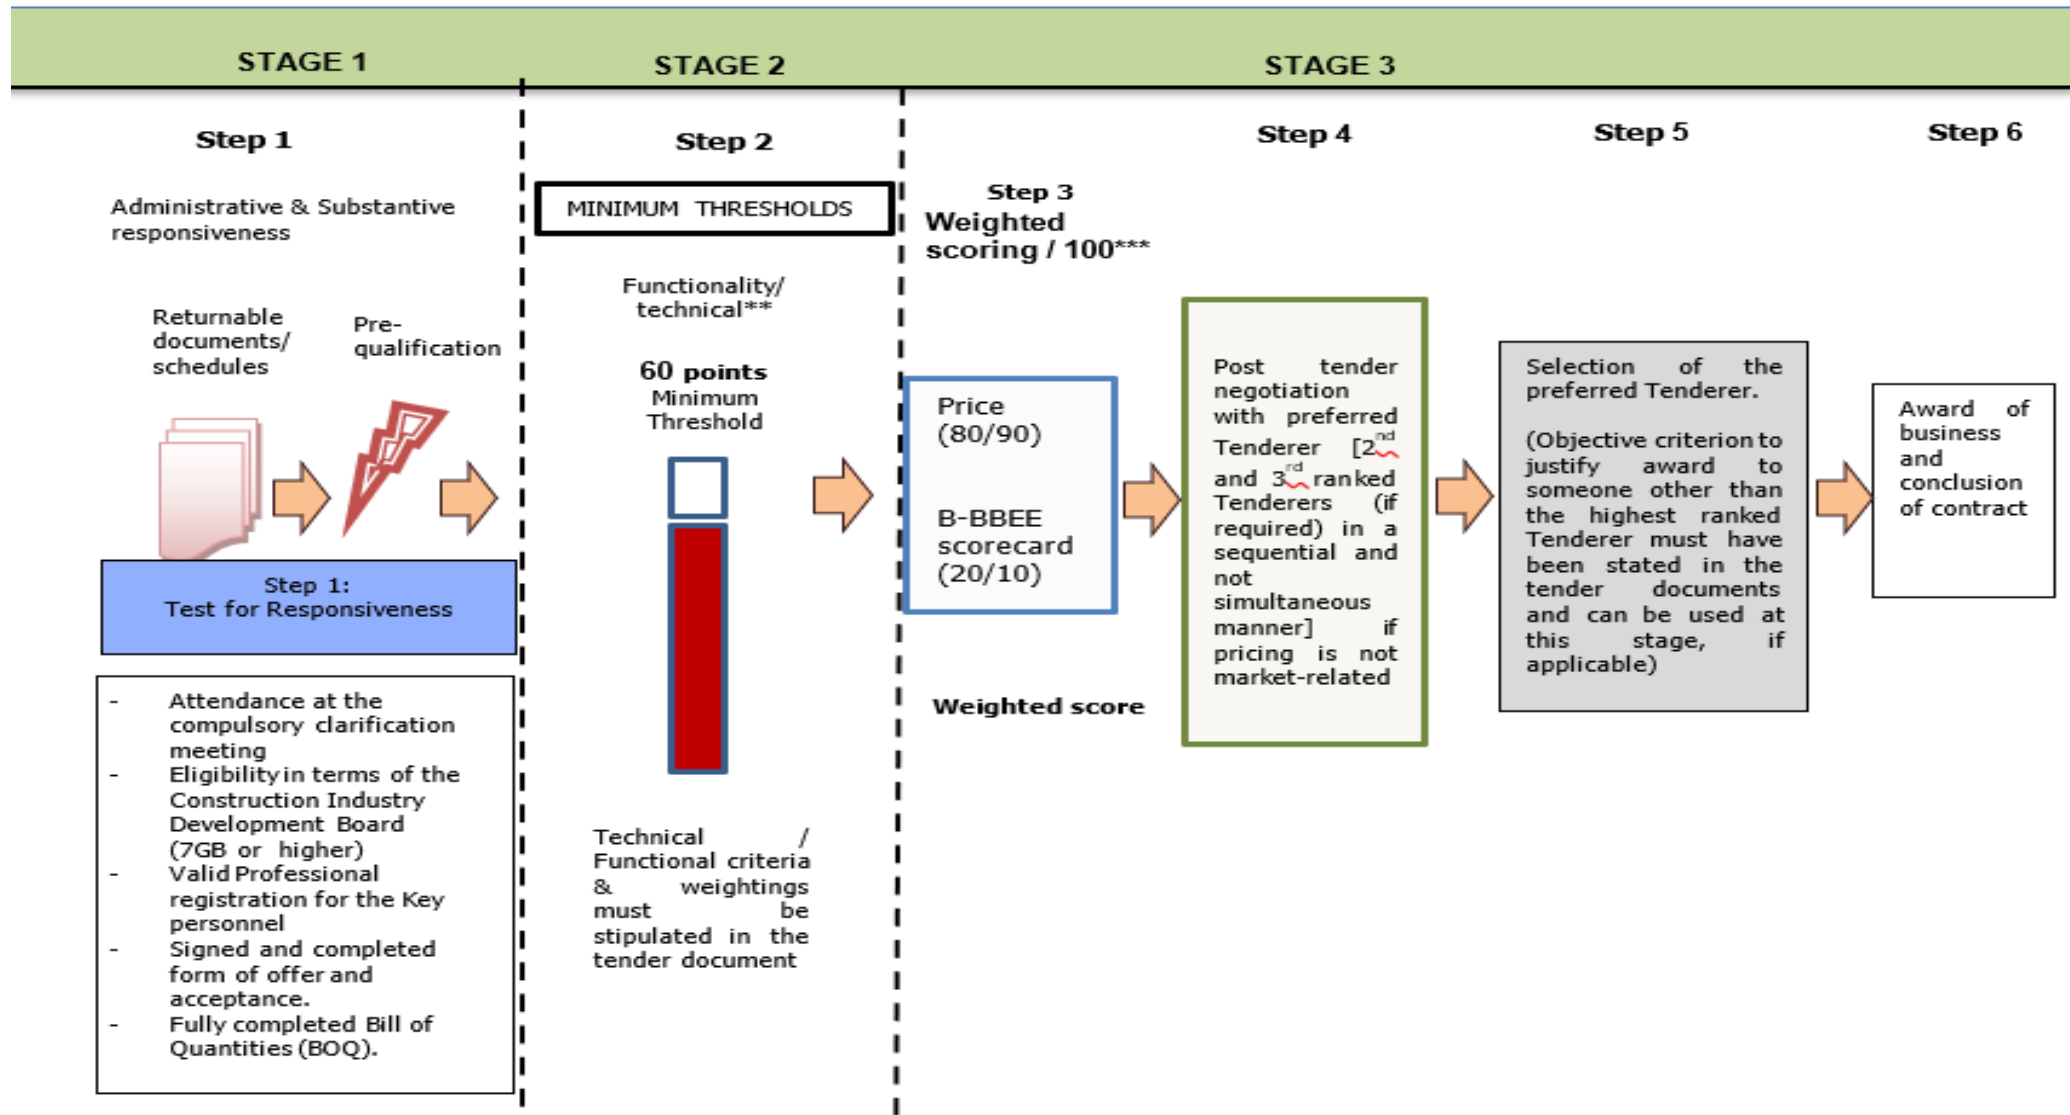 STAGE 1
STAGE 2
STAGE 3
Step 1
Administrative & Substantive
responsiveness
Returnable
documents/
schedules
Pre-
qualification
Step 1:
Test for Responsiveness
- Attendance at the
compulsory clarification
meeting
- Eligibility in terms of the
Construction Industry
Development Board
(7GB or higher)
- Valid Professional
registration for the Key
personnel
- Signed and completed
form of offer and
acceptance.
- Fully completed Bill of
Quantities (BOQ).
Step 2
MINIMUM THRESHOLDS
Functionality/
technical**
60 points
Minimum
Threshold
Technical /
Functional criteria
& weightings
must be
stipulated in the
tender document
Step 3
Weighted
scoring / 100***
Price
(80/90)
B-BBEE
scorecard
(20/10)
Weighted score
Step 4
Post tender
negotiation
with preferred
Tenderer [2nd
and 3rd ranked
Tenderers (if
required) in a
sequential and
not
simultaneous
manner] if
pricing is not
market-related
Step 5
Selection of the
preferred Tenderer.
(Objective criterion to
justify award to
someone other than
the highest ranked
Tenderer must have
been stated in the
tender documents
and can be used at
this stage, if
applicable)
Step 6
Award of
business
and
conclusion
of contract